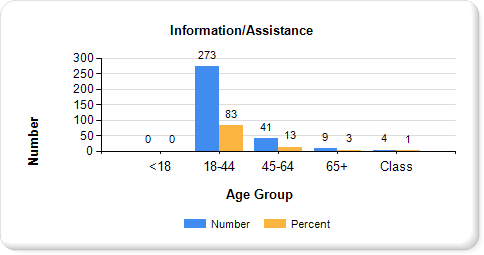 Information/Assistance
Number
300
250
200
150
100
50
0
0 0
273 83
41 13
9 3
4 1
<18 18-44 45-64 65+ Class
Age Group
Number Percent